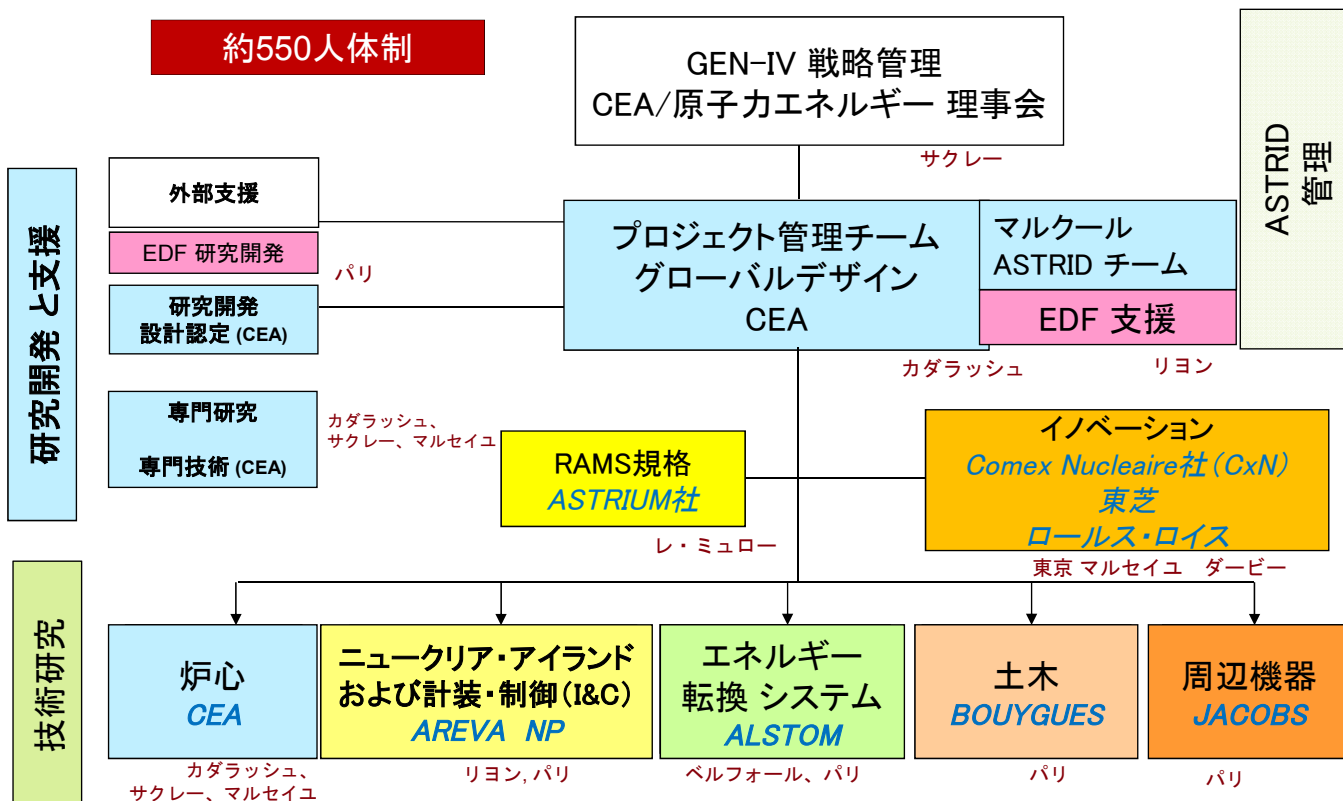 約550人体制
GEN-IV 戦略管理
CEA/原子力エネルギー 理事会
サクレー
ASTRID
管理
研究開発 と支援
外部支援
EDF 研究開発
パリ
研究開発
設計認定 (CEA)
プロジェクト管理チーム
グローバルデザイン
CEA
カダラッシュ
マルクール
ASTRID チーム
EDF 支援
リヨン
専門研究
専門技術 (CEA)
カダラッシュ、
サクレー、マルセイユ
RAMS規格
ASTRIUM社
レ・ミュロー
イノベーション
Comex Nucleaire社(CxN)
東芝
ロールス・ロイス
東京 マルセイユ　ダービー
技術研究
炉心
CEA
カダラッシュ、
サクレー、マルセイユ
ニュークリア・アイランド
および計装・制御(I&C)
AREVA NP
リヨン, パリ
エネルギー
転換 システム
ALSTOM
ベルフォール、パリ
土木
BOUYGUES
パリ
周辺機器
JACOBS
パリ